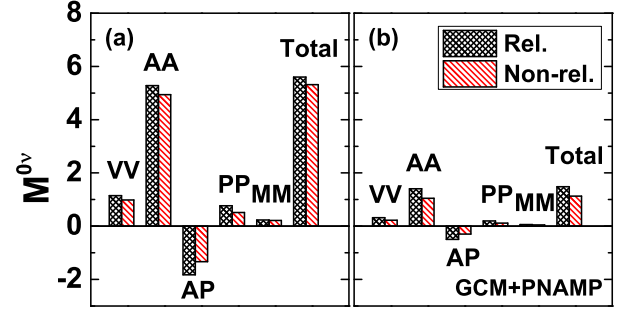 M^{0ν}
8
6
4
2
0
-2
(a)
VV
AA
AP
PP
MM
Total
(b)
Rel.
Non-rel.
VV
AA
AP
PP
MM
Total
GCM+PNAMP